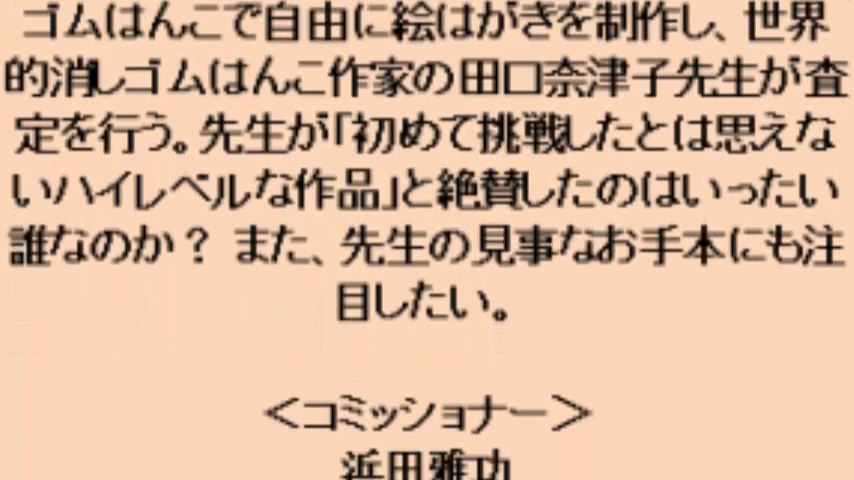 ゴムはんこで自由に絵はがきを制作し、世界
的消しゴムはんこ作家の田口奈津子先生が査
定を行う。先生が｢初めて挑戦したとは思えな
いハイレベルな作品｣と絶賛したのはいったい
誰なのか？ また、先生の見事なお手本にも注
目したい。
＜コミッショナー＞
浜田雅功